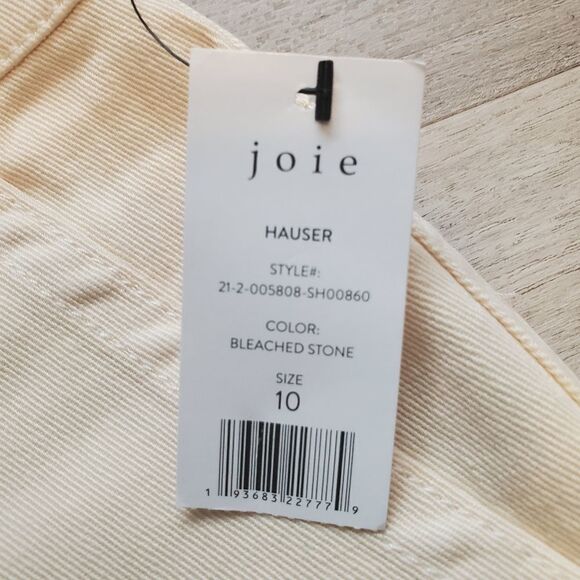 joie
HAUSER
STYLE#:
21-2-005808-SH00860
COLOR:
BLEACHED STONE
SIZE
10
1 93683 22777 9